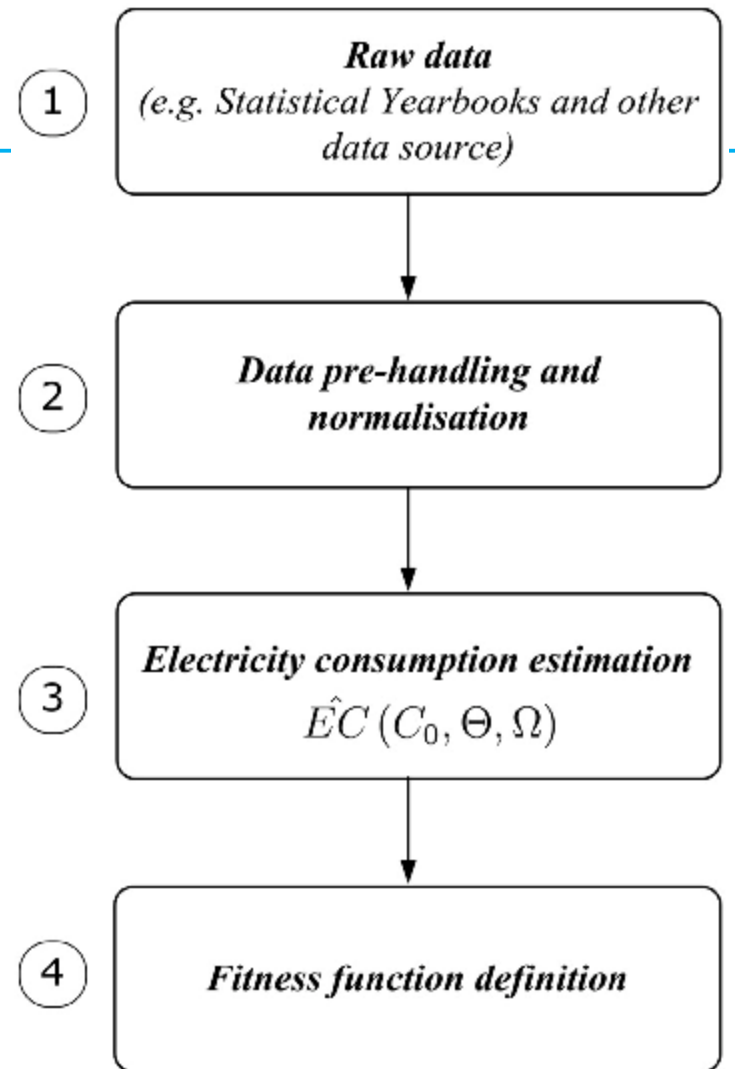 1
Raw data
(e.g. Statistical Yearbooks and other
data source)
2
Data pre-handling and
normalisation
3
Electricity consumption estimation
ÊC (C₀, Θ, Ω)
4
Fitness function definition